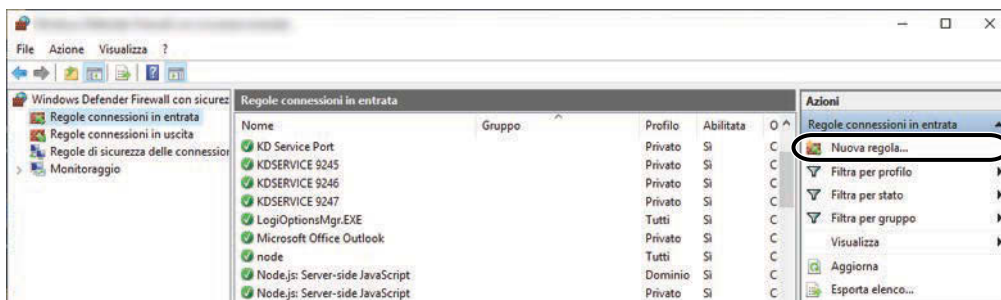 File Azione Visualizza ?
Windows Defender Firewall con sicurez
Regole connessioni in entrata
Regole connessioni in uscita
Regole di sicurezza delle connession
Monitoraggio
Regole connessioni in entrata
Nome Gruppo Profilo Abilitata O
KD Service Port Privato Sì C
KDSERVICE 9245 Privato Sì C
KDSERVICE 9246 Privato Sì C
KDSERVICE 9247 Privato Sì C
LogiOptionsMgr.EXE Tutti Sì C
Microsoft Office Outlook Privato Sì C
node Tutti Sì C
Node.js: Server-side JavaScript Dominio Sì C
Node.js: Server-side JavaScript Privato Sì C
Azioni
Regole connessioni in entrata
Nuova regola...
Filtra per profilo
Filtra per stato
Filtra per gruppo
Visualizza
Aggiorna
Esporta elenco...